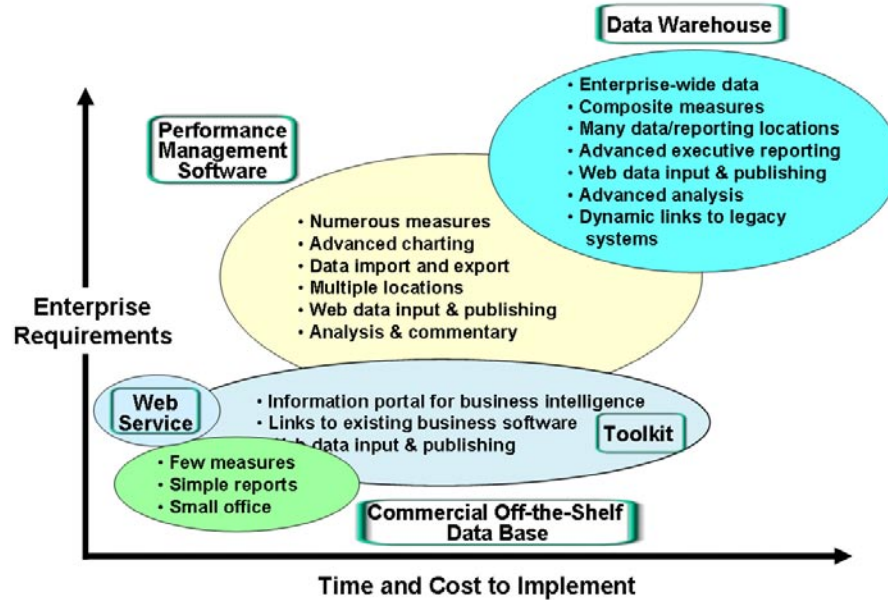 Data Warehouse
• Enterprise-wide data
• Composite measures
• Many data/reporting locations
• Advanced executive reporting
• Web data input & publishing
• Advanced analysis
• Dynamic links to legacy
systems
Performance
Management
Software
• Numerous measures
• Advanced charting
• Data import and export
• Multiple locations
• Web data input & publishing
• Analysis & commentary
Enterprise
Requirements
Web
Service
• Information portal for business intelligence
• Links to existing business software
data input & publishing
Toolkit
• Few measures
• Simple reports
• Small office
Commercial Off-the-Shelf
Data Base
Time and Cost to Implement